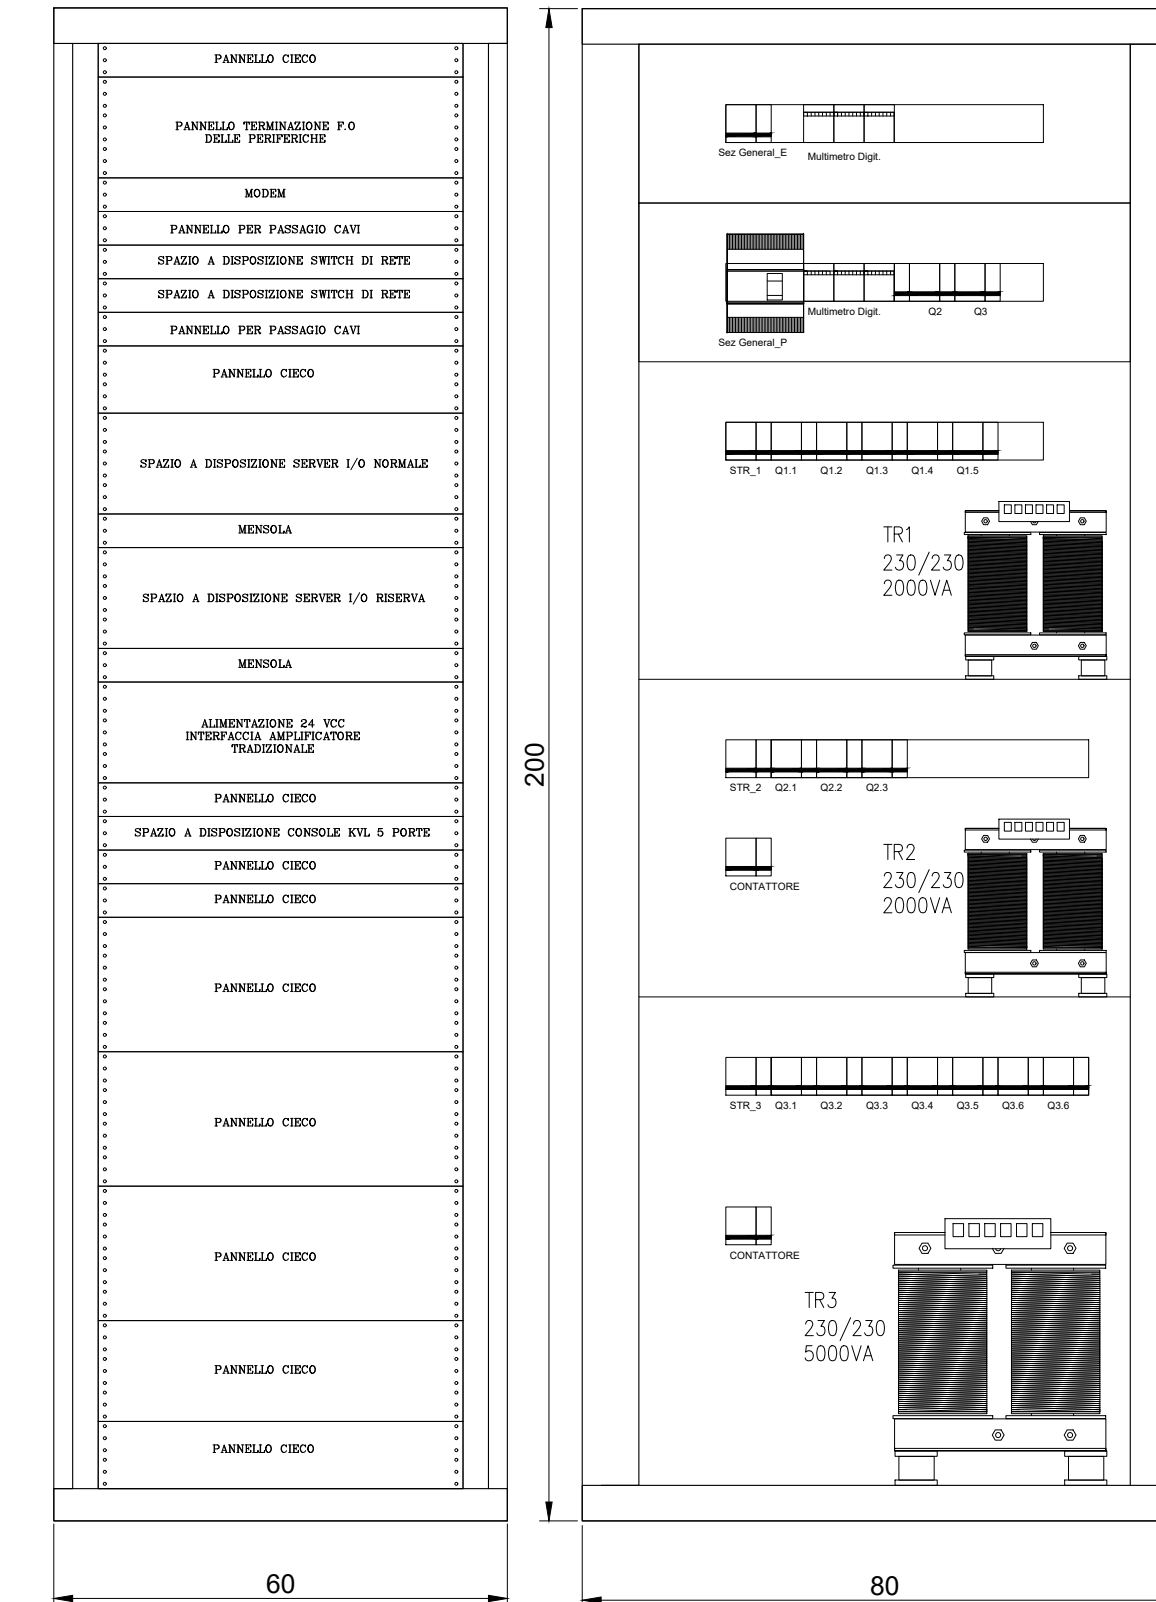 PANNELLO CIECO
PANNELLO TERMINAZIONE F.O
DELLE PERIFERICHE
MODEM
PANNELLO PER PASSAGIO CAVI
SPAZIO A DISPOSIZIONE SWITCH DI RETE
SPAZIO A DISPOSIZIONE SWITCH DI RETE
PANNELLO PER PASSAGIO CAVI
PANNELLO CIECO
SPAZIO A DISPOSIZIONE SERVER I/O NORMALE
MENSOLA
SPAZIO A DISPOSIZIONE SERVER I/O RISERVA
MENSOLA
ALIMENTAZIONE 24 VCC
INTERFACCIA AMPLIFICATORE
TRADIZIONALE
PANNELLO CIECO
SPAZIO A DISPOSIZIONE CONSOLE KVL 5 PORTE
PANNELLO CIECO
PANNELLO CIECO
PANNELLO CIECO
PANNELLO CIECO
PANNELLO CIECO
PANNELLO CIECO
PANNELLO CIECO
60
200
Sez General_E Multimetro Digit.
Multimetro Digit. Q2 Q3
Sez General_P
STR_1 Q1.1 Q1.2 Q1.3 Q1.4 Q1.5
TR1
230/230
2000VA
STR_2 Q2.1 Q2.2 Q2.3
CONTATTORE
TR2
230/230
2000VA
STR_3 Q3.1 Q3.2 Q3.3 Q3.4 Q3.5 Q3.6 Q3.6
CONTATTORE
TR3
230/230
5000VA
80